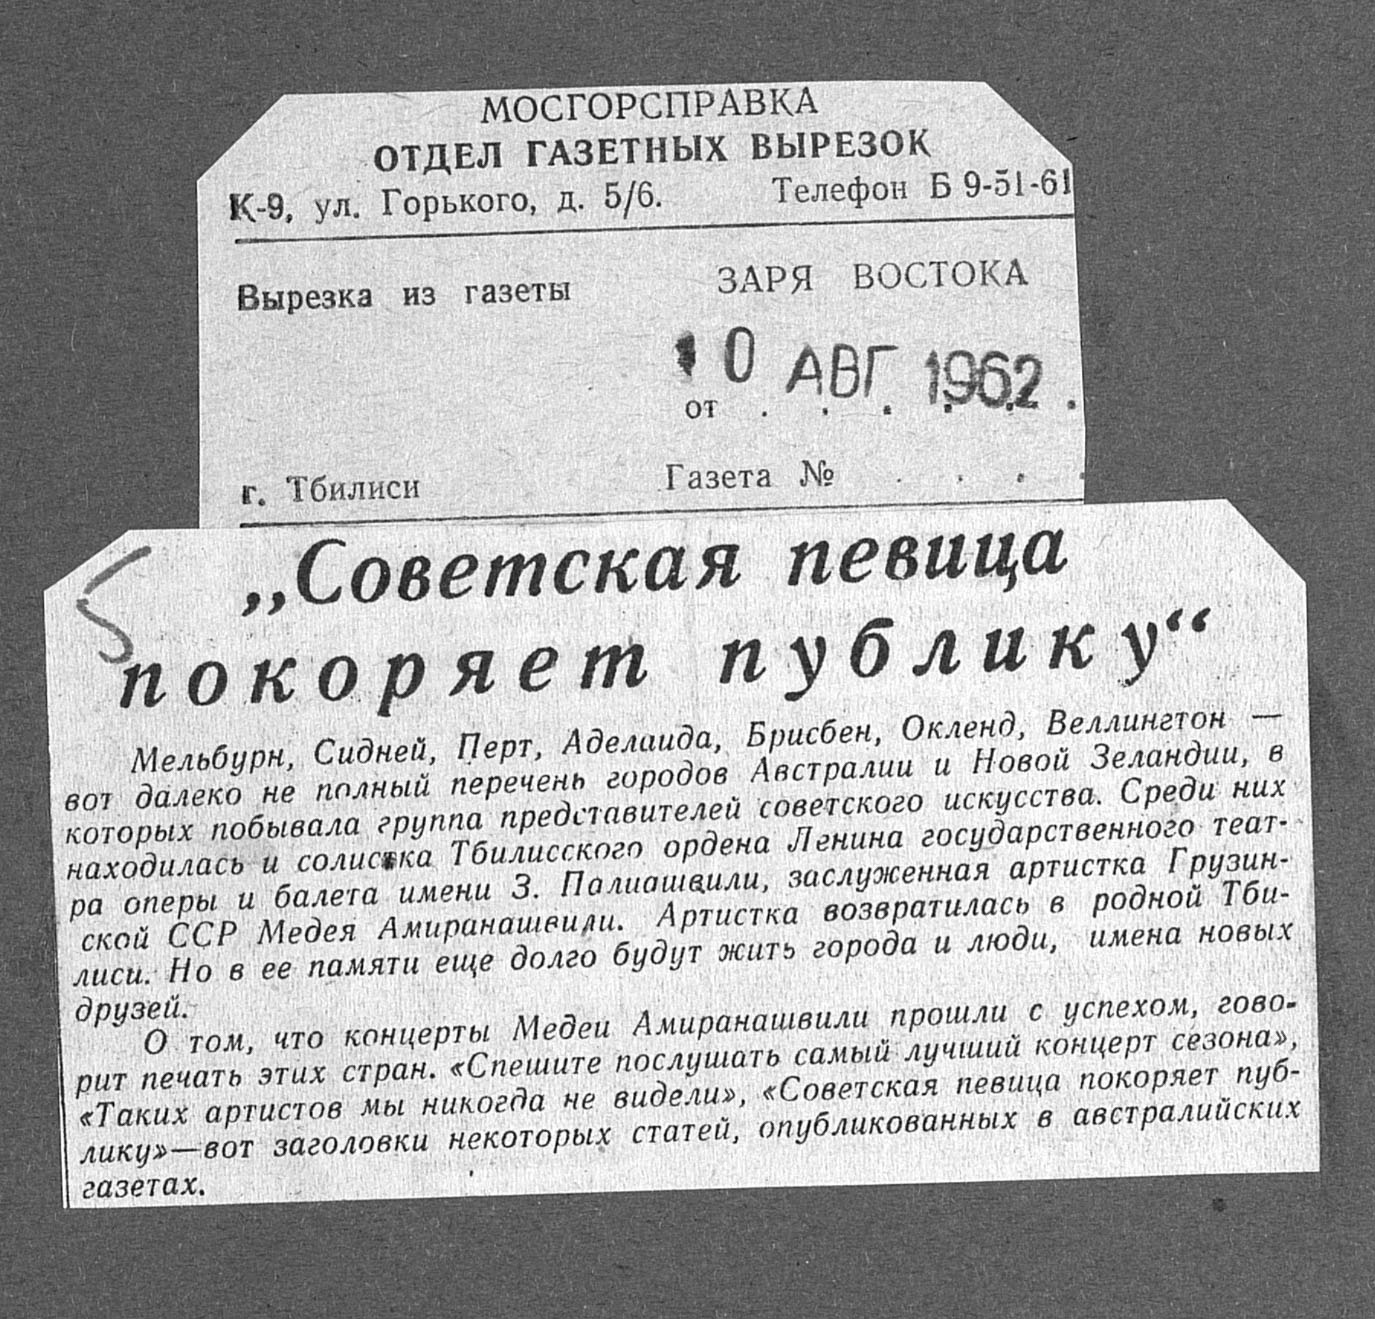 МОСГОРСПРАВКА
ОТДЕЛ ГАЗЕТНЫХ ВЫРЕЗОК
К-9, ул. Горького, д. 5/6. Телефон Б 9-51-61
Вырезка из газеты ЗАРЯ ВОСТОКА
10 АВГ 1962
от . . . . . .
г. Тбилиси Газета № . . . .
„Советская певица
покоряет публику“
Мельбурн, Сидней, Перт, Аделаида, Брисбен, Окленд, Веллингтон —
вот далеко не полный перечень городов Австралии и Новой Зеландии, в
которых побывала группа представителей советского искусства. Среди них
находилась и солистка Тбилисского ордена Ленина государственного теат-
ра оперы и балета имени З. Палиашвили, заслуженная артистка Грузин-
ской ССР Медея Амиранашвили. Артистка возвратилась в родной Тби-
лиси. Но в ее памяти еще долго будут жить города и люди, имена новых
друзей.
О том, что концерты Медеи Амиранашвили прошли с успехом, гово-
рит печать этих стран. «Спешите послушать самый лучший концерт сезона»,
«Таких артистов мы никогда не видели», «Советская певица покоряет пуб-
лику»—вот заголовки некоторых статей, опубликованных в австралийских
газетах.